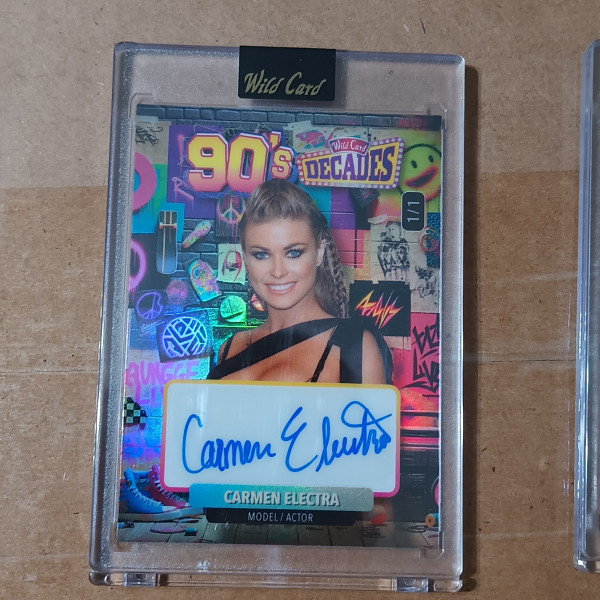 Wild Card
90's
Wild Card
DECADES
1/1
Carmen Electra
CARMEN ELECTRA
MODEL / ACTOR